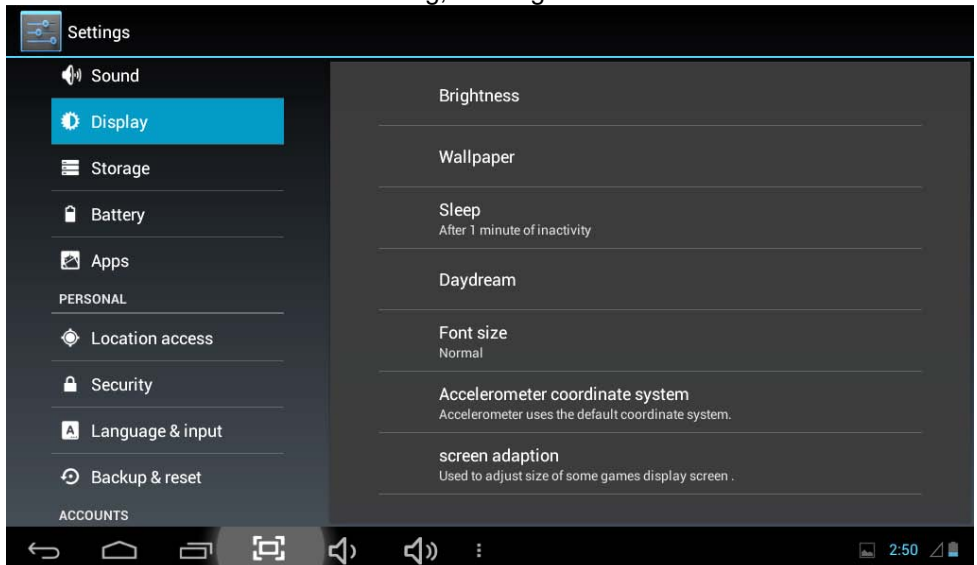 Settings
Sound
Display
Storage
Battery
Apps
PERSONAL
Location access
Security
Language & input
Backup & reset
ACCOUNTS
Brightness
Wallpaper
Sleep
After 1 minute of inactivity
Daydream
Font size
Normal
Accelerometer coordinate system
Accelerometer uses the default coordinate system.
screen adaption
Used to adjust size of some games display screen .
2:50